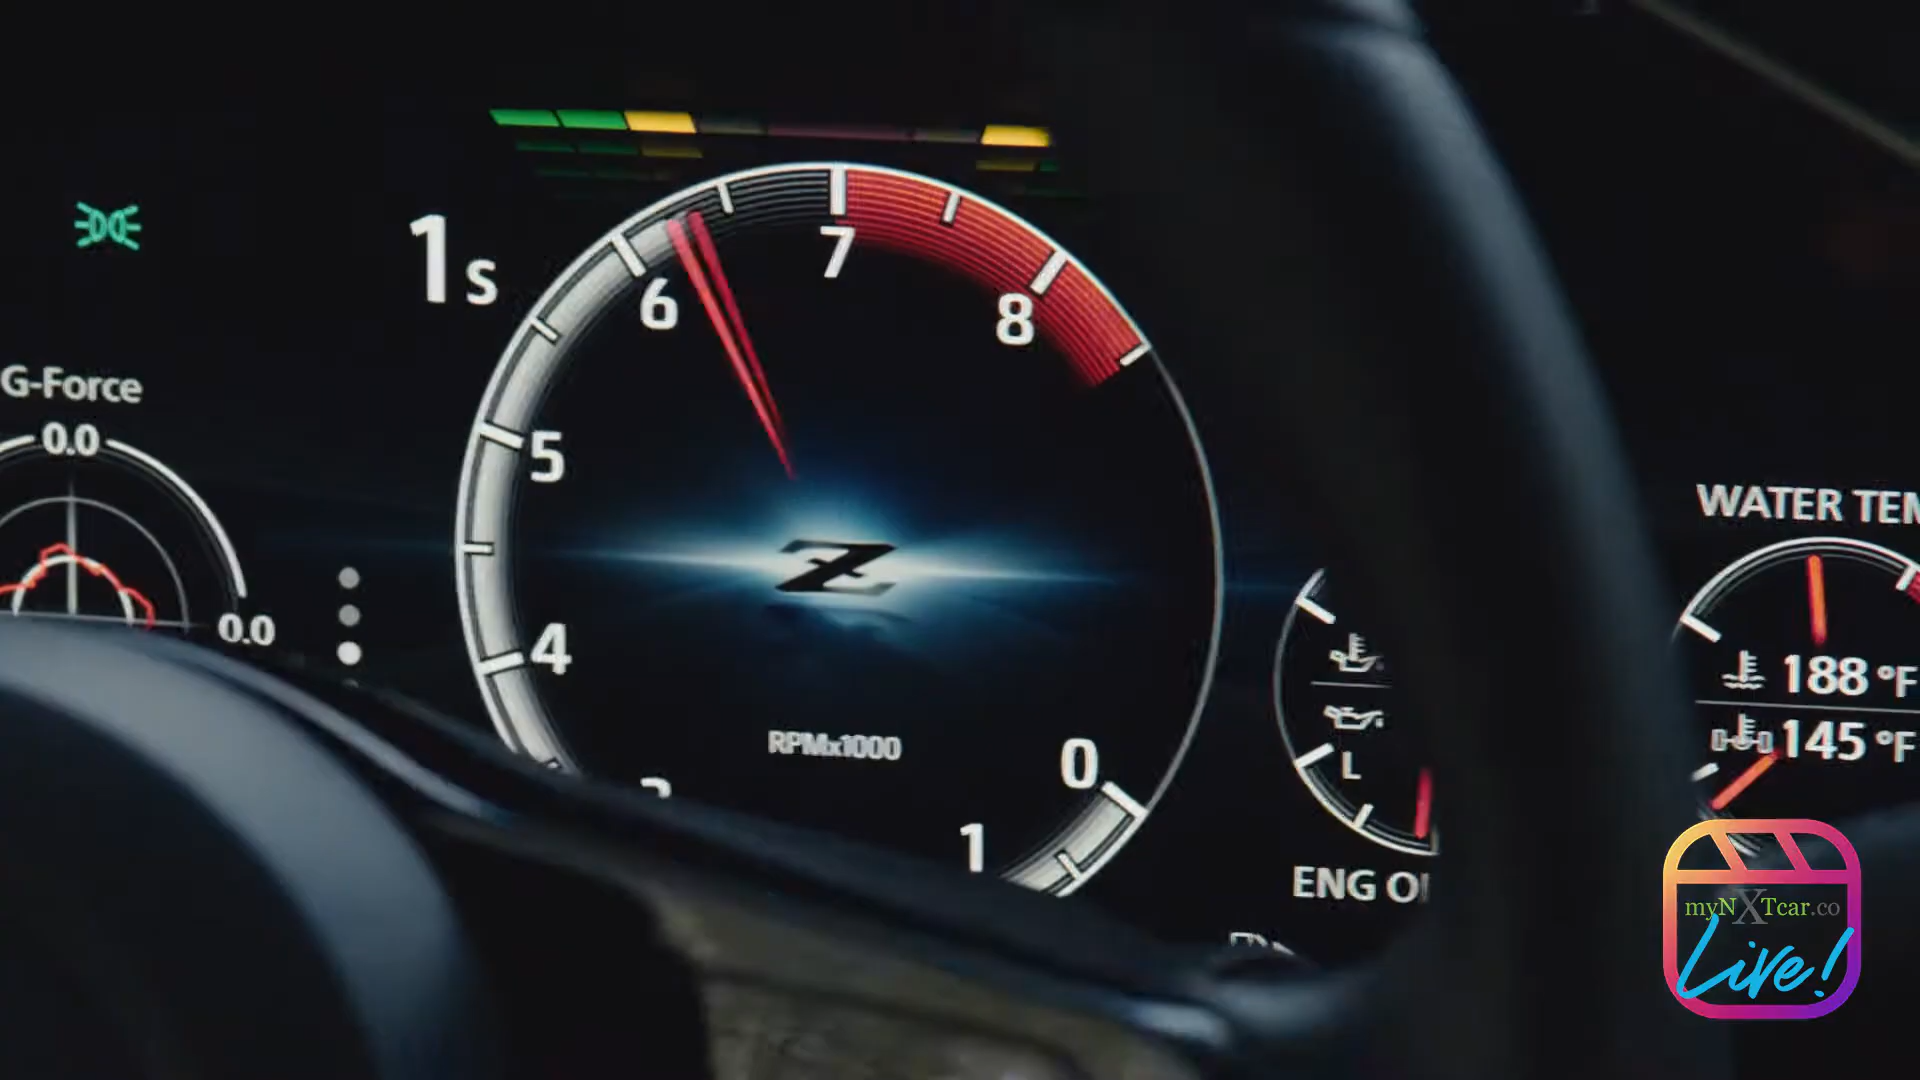 1s
7
6
8
G-Force
0.0
5
0.0
WATER TEM
4
188 °F
145 °F
RPMx1000
0
L
1
ENG O
myNXTcar.co
Live!
Z